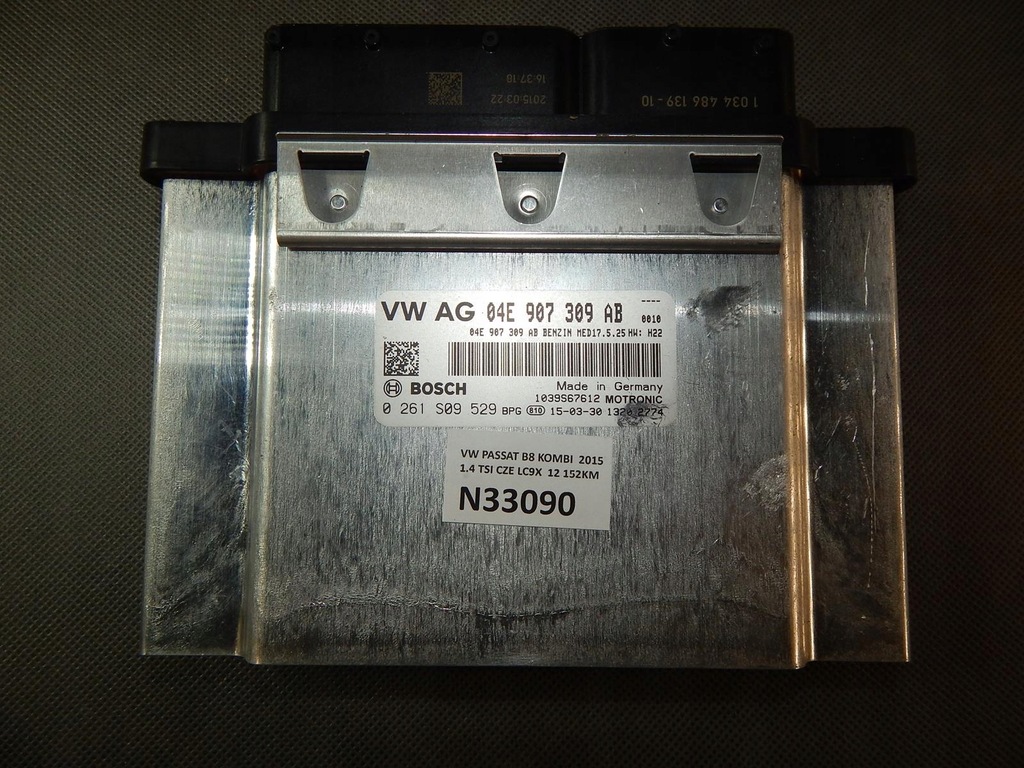 16:37:18
2015:03:22
1 034 486 139 - 10
VW AG 04E 907 309 AB ----
0010
04E 907 309 AB BENZIN MED17.5.25 HW: H22
BOSCH
Made in Germany
1039S67612 MOTRONIC
0 261 S09 529 BPG 810 15-03-30 1320 2774
VW PASSAT B8 KOMBI 2015
1.4 TSI CZE LC9X 12 152KM
N33090